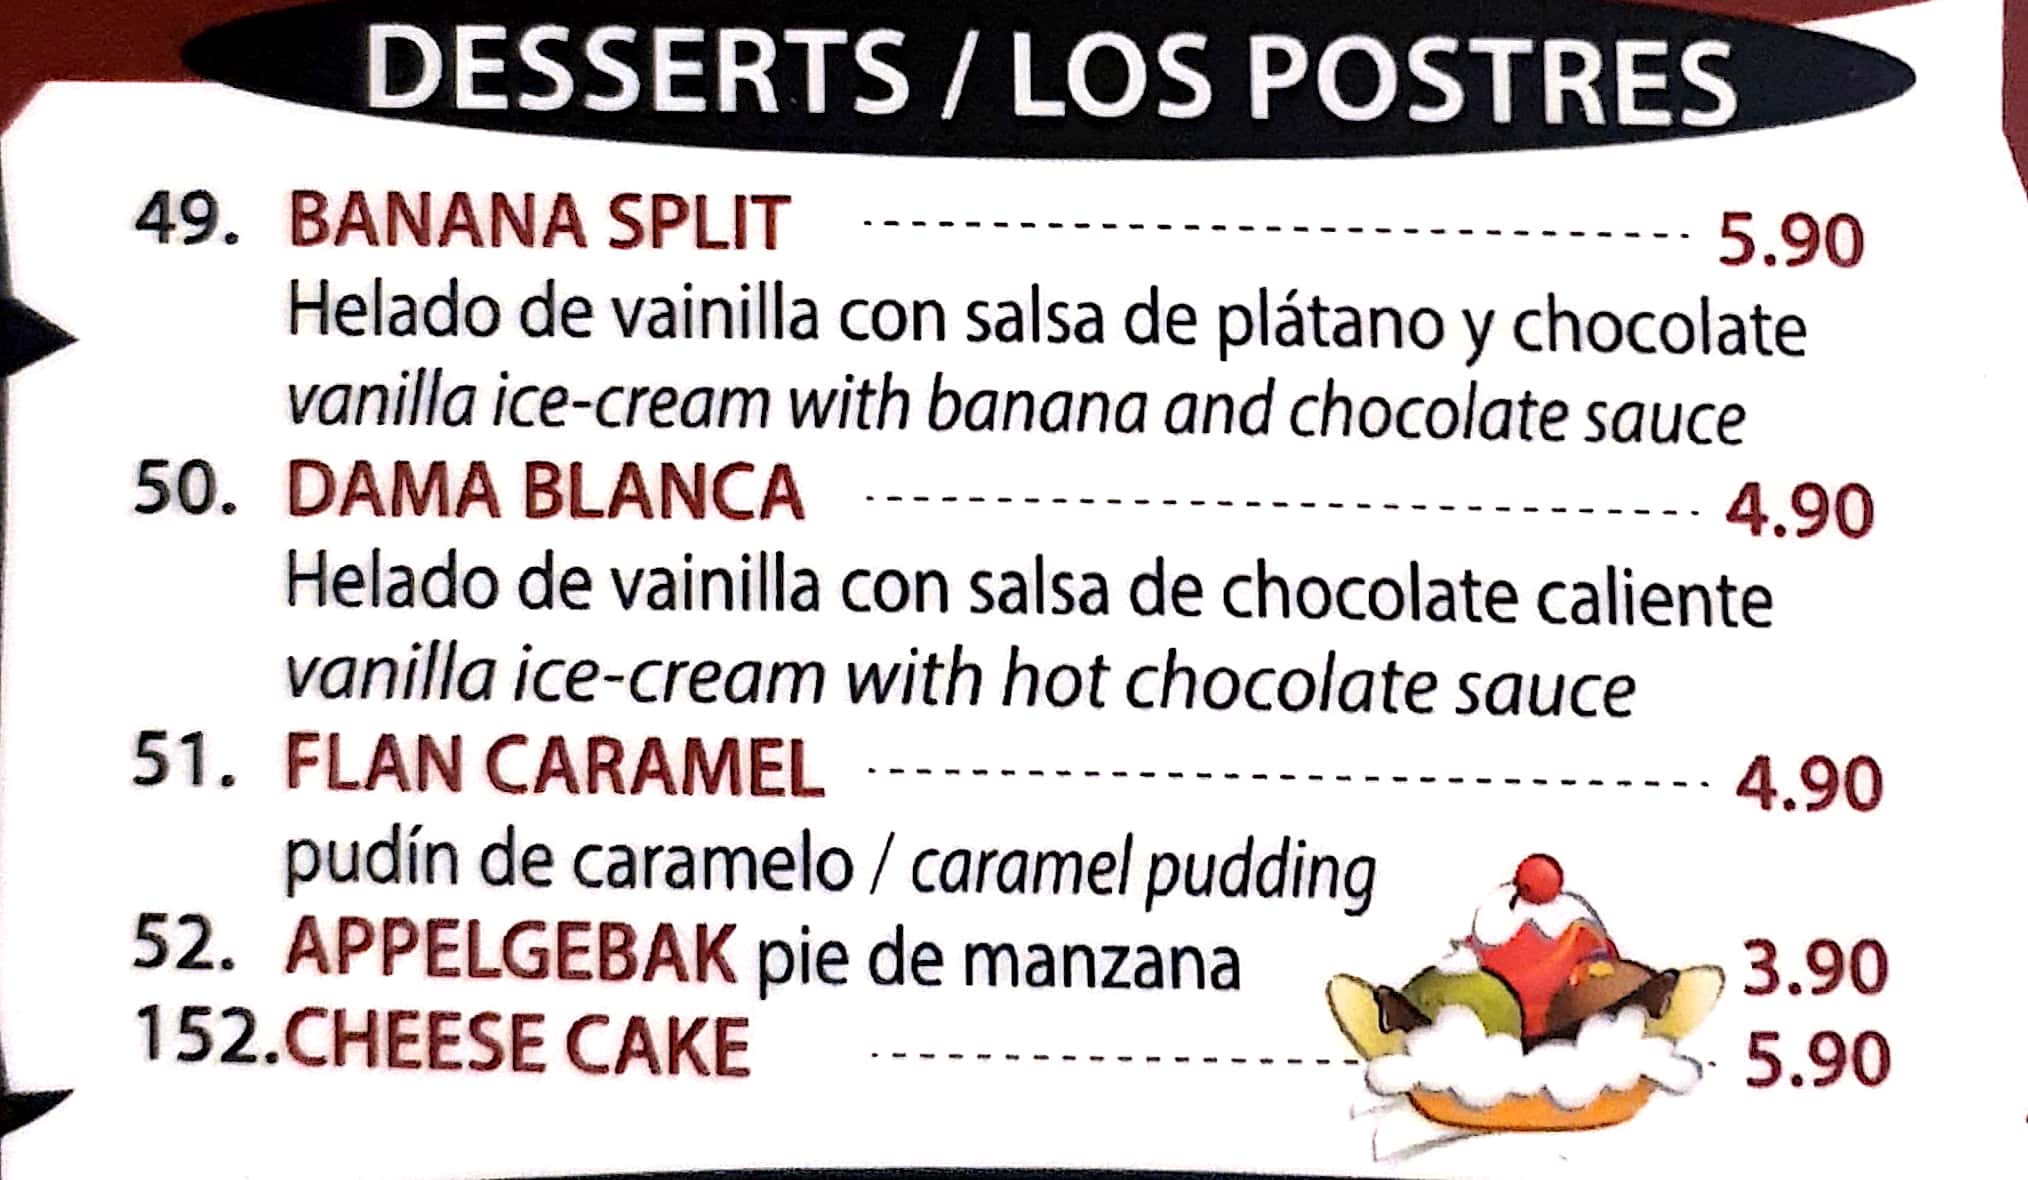 DESSERTS / LOS POSTRES
49. BANANA SPLIT 5.90
Helado de vainilla con salsa de plátano y chocolate
vanilla ice-cream with banana and chocolate sauce
50. DAMA BLANCA 4.90
Helado de vainilla con salsa de chocolate caliente
vanilla ice-cream with hot chocolate sauce
51. FLAN CARAMEL 4.90
pudín de caramelo / caramel pudding
52. APPELGEBAK pie de manzana 3.90
152. CHEESE CAKE 5.90